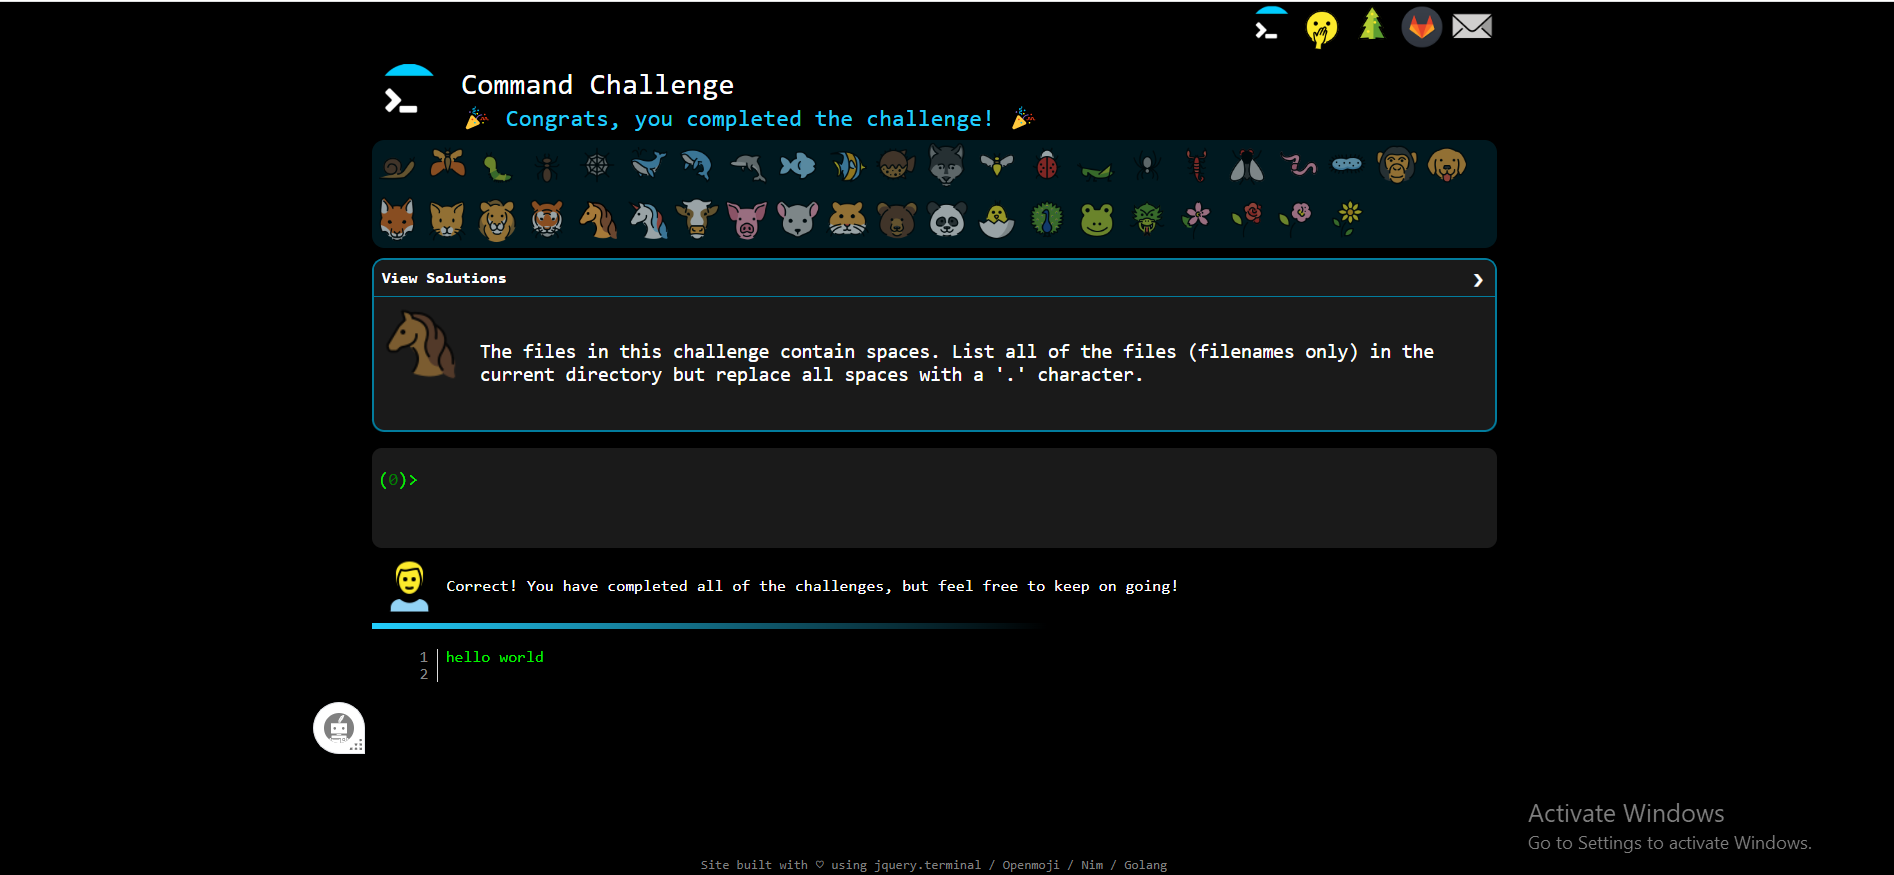 Command Challenge
🎉 Congrats, you completed the challenge! 🎉
View Solutions
The files in this challenge contain spaces. List all of the files (filenames only) in the
current directory but replace all spaces with a '.' character.
(0)>
Correct! You have completed all of the challenges, but feel free to keep on going!
1 hello world
2
Activate Windows
Go to Settings to activate Windows.
Site built with ♡ using jquery.terminal / Openmoji / Nim / Golang